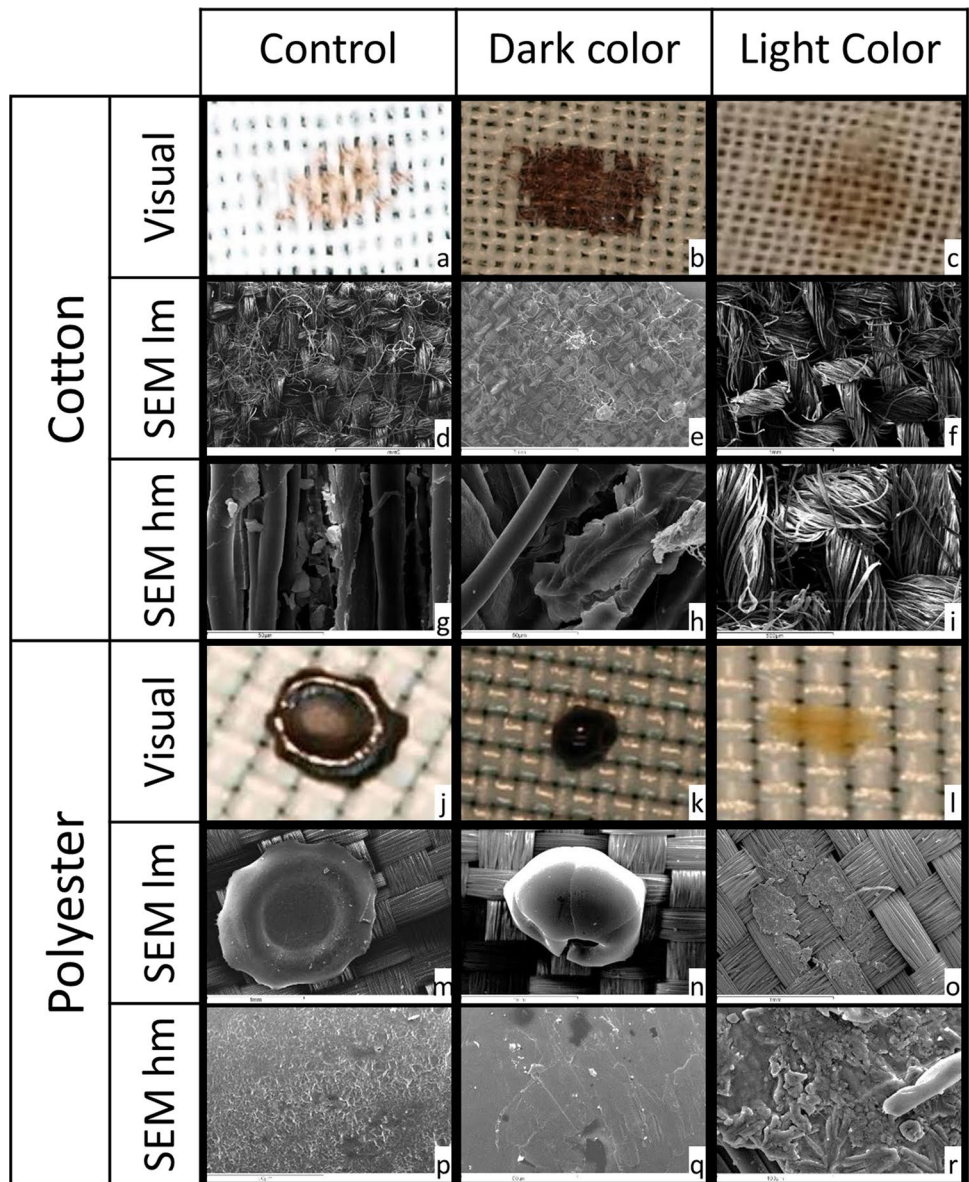 Control Dark color Light Color
Cotton
Visual
a b c
SEM lm
d e f
SEM hm
g h i
Polyester
Visual
j k l
SEM lm
m n o
SEM hm
p q r